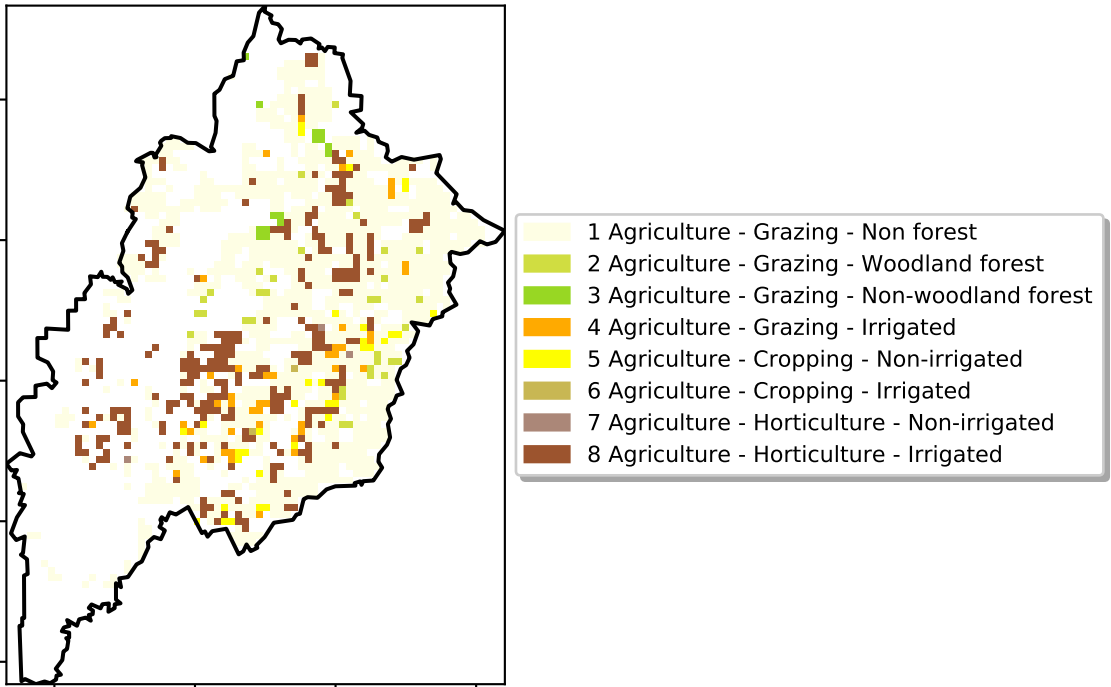 1 Agriculture - Grazing - Non forest
2 Agriculture - Grazing - Woodland forest
3 Agriculture - Grazing - Non-woodland forest
4 Agriculture - Grazing - Irrigated
5 Agriculture - Cropping - Non-irrigated
6 Agriculture - Cropping - Irrigated
7 Agriculture - Horticulture - Non-irrigated
8 Agriculture - Horticulture - Irrigated